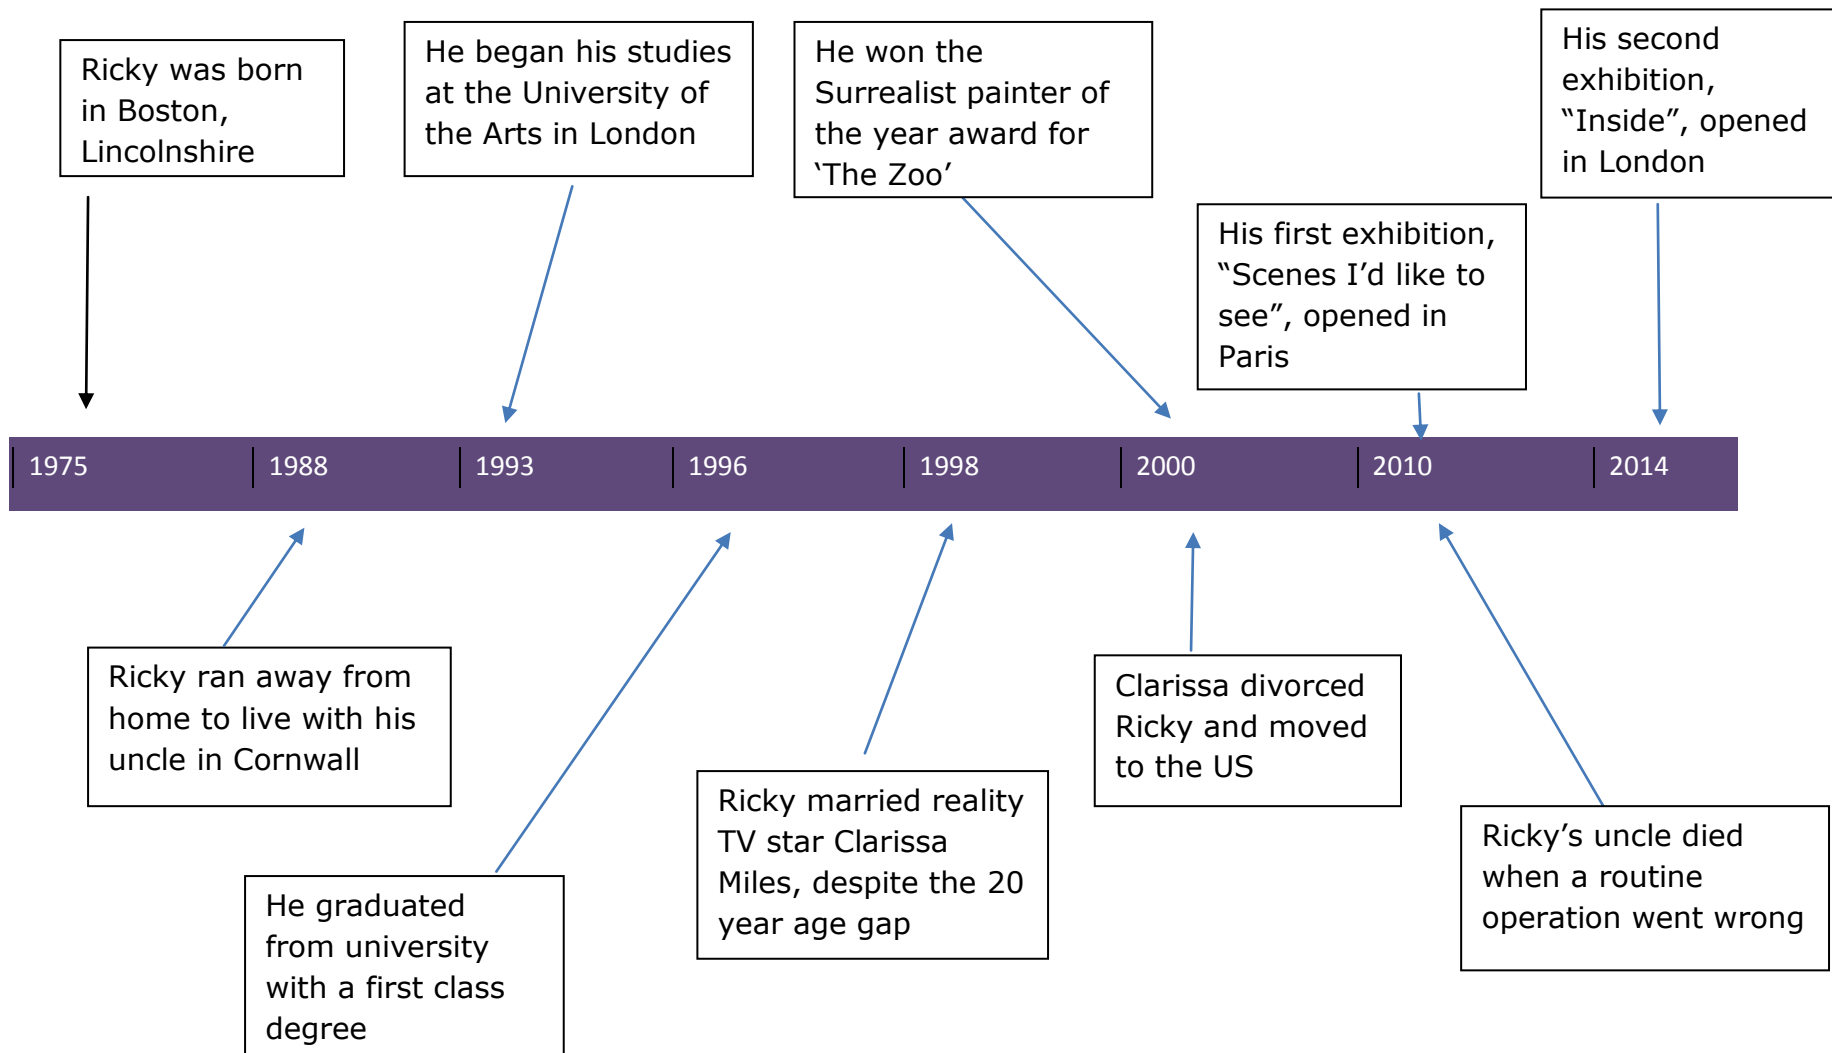 Ricky was born
in Boston,
Lincolnshire
He began his studies
at the University of
the Arts in London
He won the
Surrealist painter of
the year award for
‘The Zoo’
His second
exhibition,
“Inside”, opened
in London
His first exhibition,
“Scenes I’d like to
see”, opened in
Paris
1975 1988 1993 1996 1998 2000 2010 2014
Ricky ran away from
home to live with his
uncle in Cornwall
He graduated
from university
with a first class
degree
Ricky married reality
TV star Clarissa
Miles, despite the 20
year age gap
Clarissa divorced
Ricky and moved
to the US
Ricky’s uncle died
when a routine
operation went wrong